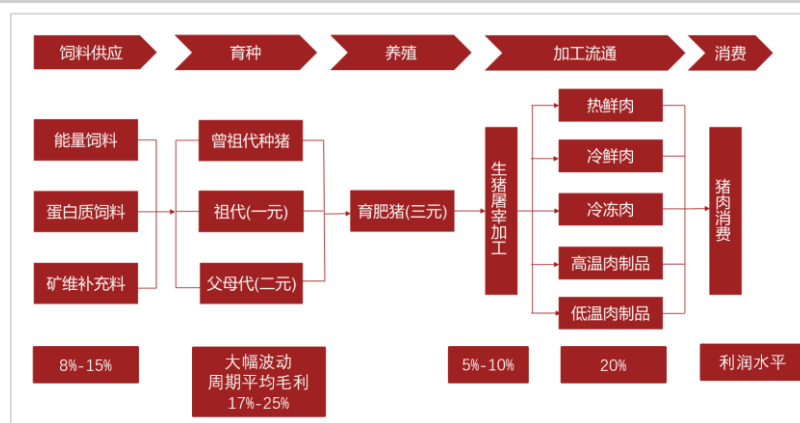 饲料供应
育种
养殖
加工流通
消费
能量饲料
蛋白质饲料
矿维补充料
曾祖代种猪
祖代(一元)
父母代(二元)
育肥猪(三元)
生猪屠宰加工
热鲜肉
冷鲜肉
冷冻肉
高温肉制品
低温肉制品
猪肉消费
8%-15%
大幅波动
周期平均毛利
17%-25%
5%-10%
20%
利润水平